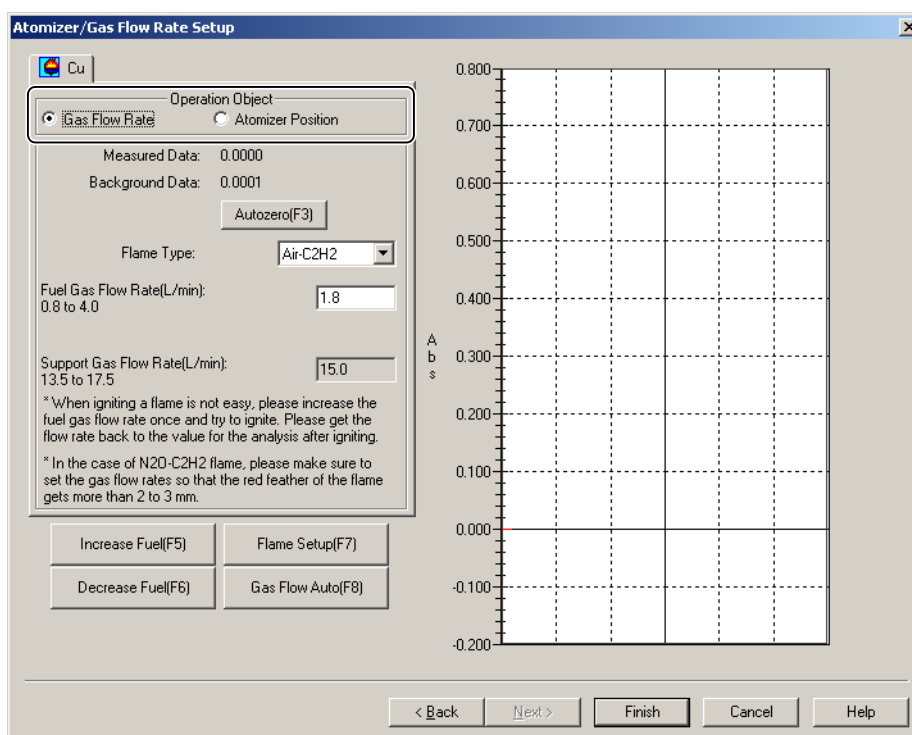 Atomizer/Gas Flow Rate Setup
Cu
Operation Object
Gas Flow Rate
Atomizer Position
Measured Data: 0.0000
Background Data: 0.0001
Autozero(F3)
Flame Type: Air-C2H2
Fuel Gas Flow Rate(L/min):
0.8 to 4.0
1.8
Support Gas Flow Rate(L/min):
13.5 to 17.5
15.0
* When igniting a flame is not easy, please increase the
fuel gas flow rate once and try to ignite. Please get the
flow rate back to the value for the analysis after igniting.
* In the case of N2O-C2H2 flame, please make sure to
set the gas flow rates so that the red feather of the flame
gets more than 2 to 3 mm.
Increase Fuel(F5)
Flame Setup(F7)
Decrease Fuel(F6)
Gas Flow Auto(F8)
Abs
0.800
0.700
0.600
0.500
0.400
0.300
0.200
0.100
0.000
-0.100
-0.200
< Back
Next >
Finish
Cancel
Help